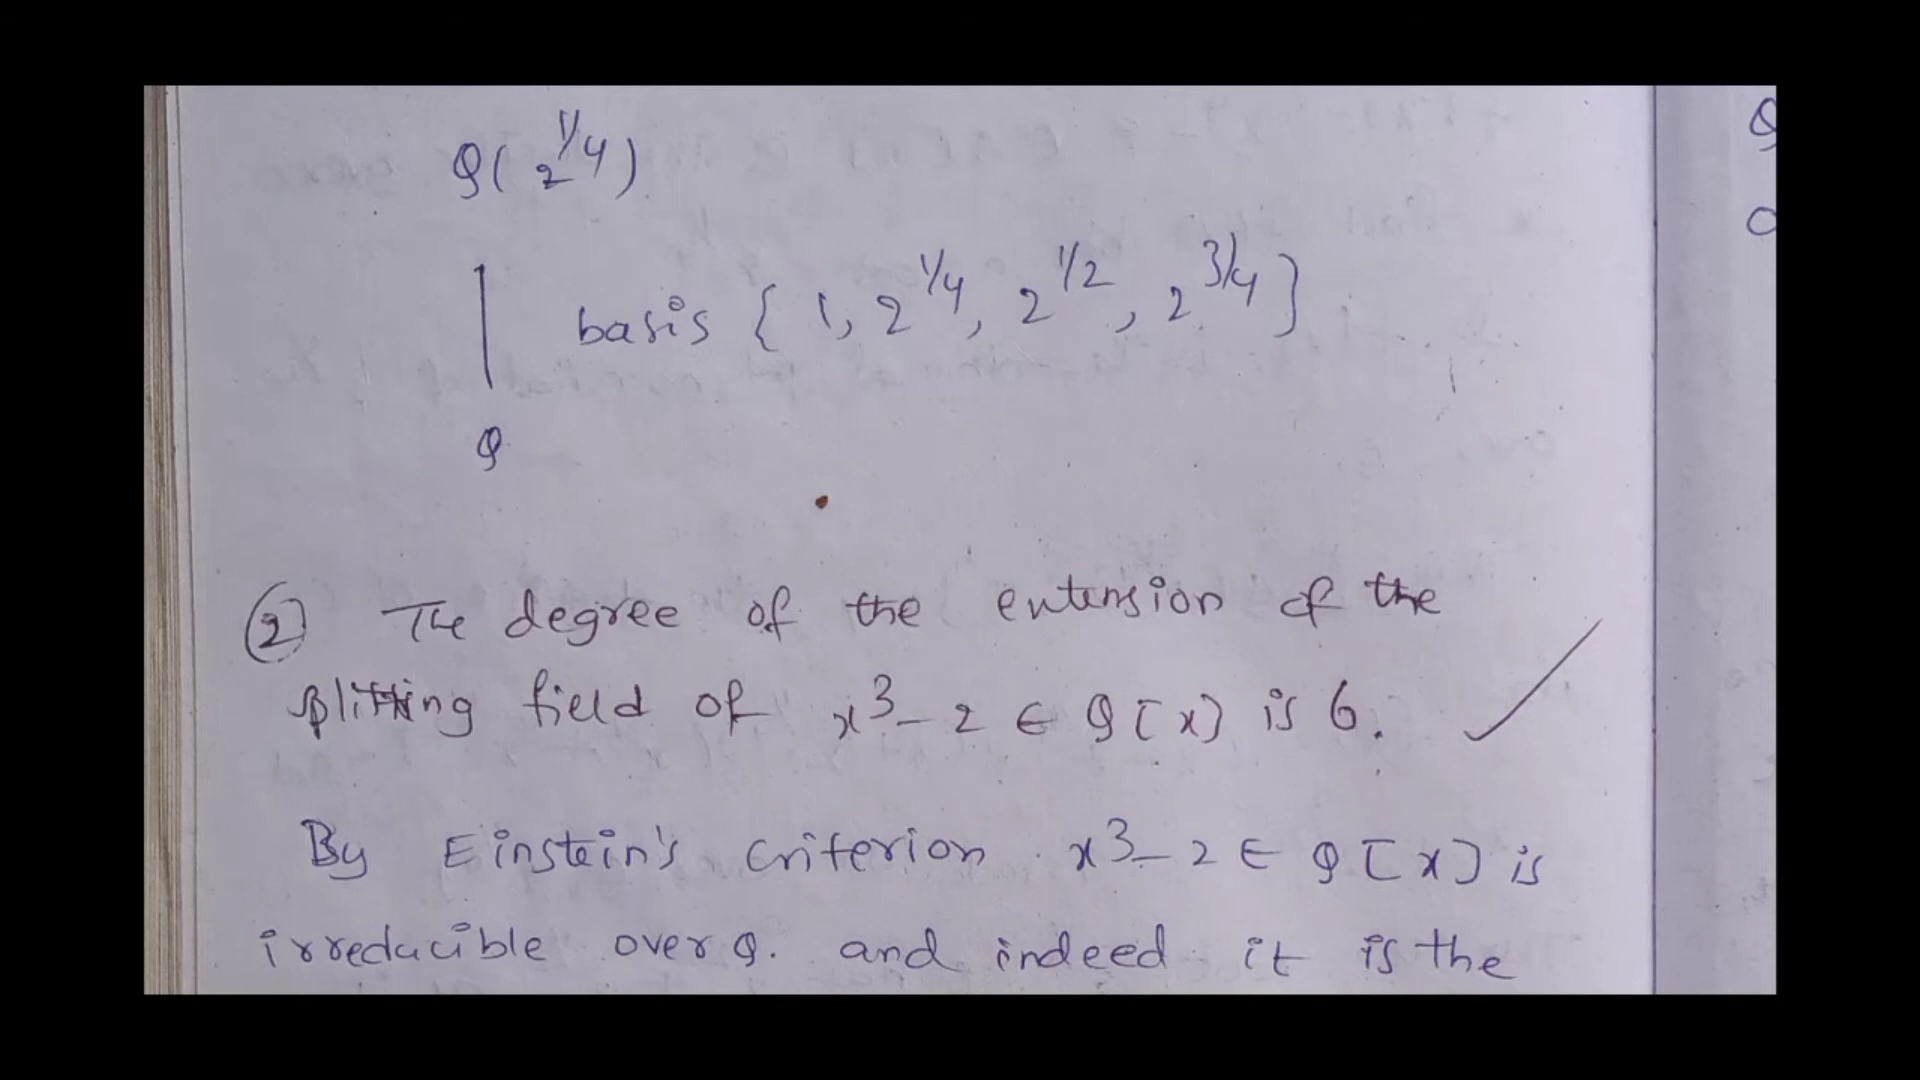 Q(2^{1/4})
basis {1, 2^{1/4}, 2^{1/2}, 2^{3/4}}
Q
② The degree of the extension of the
splitting field of x³-2 ∈ Q[x] is 6.
By Einstein's criterion x³-2 ∈ Q[x] is
irreducible over Q. and indeed it is the